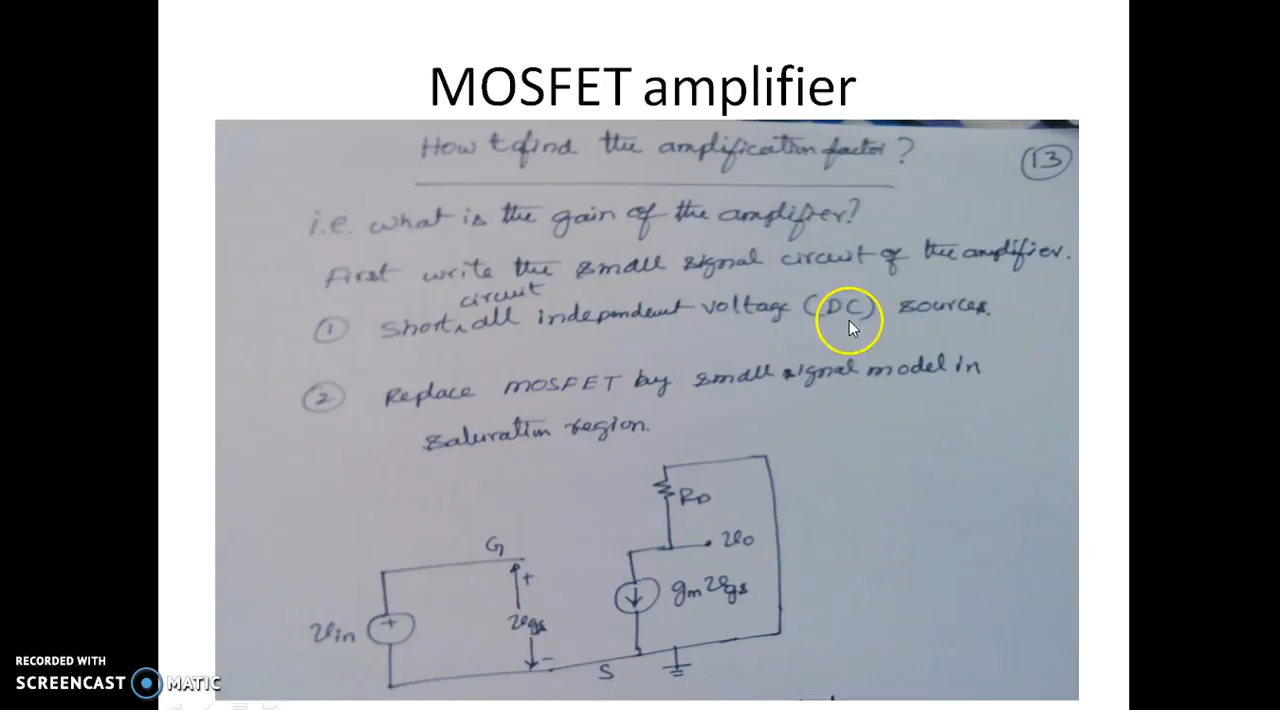 MOSFET amplifier
How to find the amplification factor?
13
i.e. what is the gain of the amplifier?
First write the small signal circuit of the amplifier.
circuit
1 Short all independent voltage (DC) sources.
2 Replace MOSFET by small signal model in
saturation region.
RD
G
vo
+
gm vgs
+
vin
vgs
-
S
RECORDED WITH
SCREENCAST MATIC